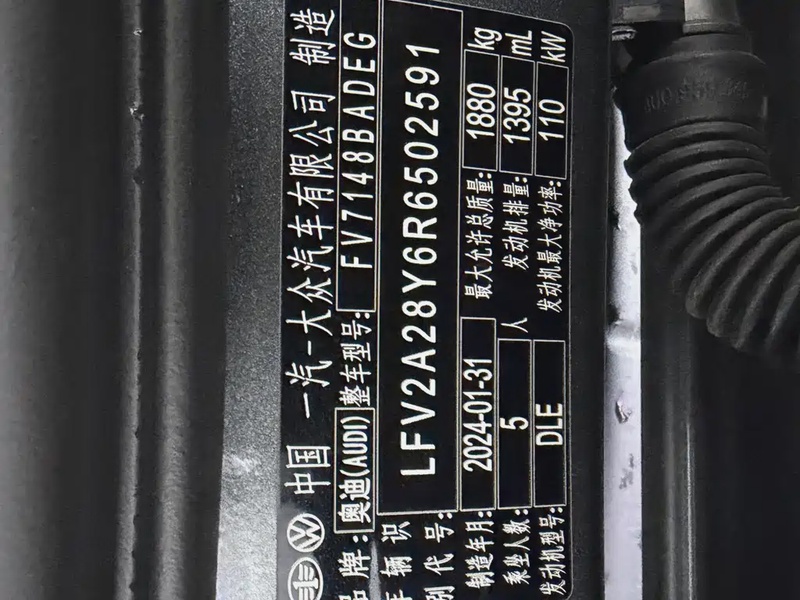 中国 一汽-大众汽车有限公司 制造
品牌: 奥迪(AUDI) 整车型号: FV7148BADEG
车辆识别代号: LFV2A28Y6R6502591
制造年月: 2024-01-31 最大允许总质量: 1880 kg
乘坐人数: 5 人 发动机排量: 1395 mL
发动机型号: DLE 发动机最大净功率: 110 kW